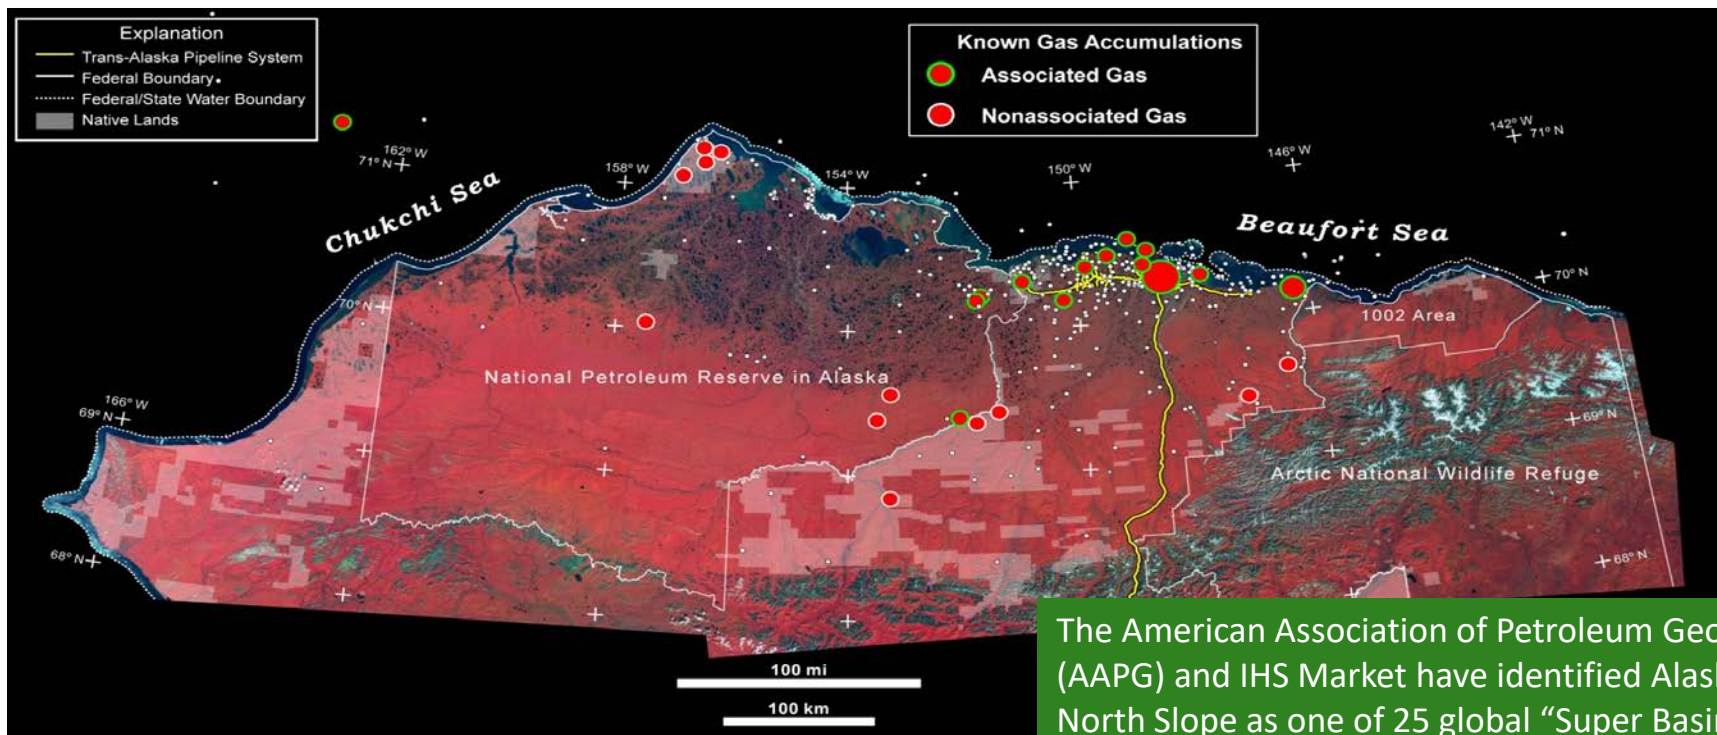 Explanation
Trans-Alaska Pipeline System
Federal Boundary
Federal/State Water Boundary
Native Lands
Known Gas Accumulations
Associated Gas
Nonassociated Gas
162° W
71° N
158° W
154° W
150° W
146° W
142° W
71° N
Chukchi Sea
Beaufort Sea
70° N
70° N
1002 Area
National Petroleum Reserve in Alaska
166° W
69° N
69° N
Arctic National Wildlife Refuge
68° N
68° N
100 mi
100 km
The American Association of Petroleum
(AAPG) and IHS Market have identified
North Slope as one of 25 global “Super